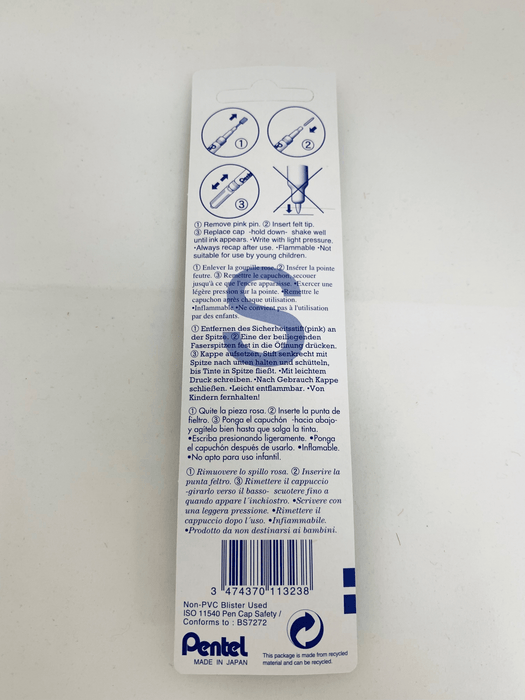 ①
②
③
① Remove pink pin. ② Insert felt tip.
③ Replace cap -hold down- shake well
until ink appears. •Write with light pressure.
•Always recap after use. •Flammable •Not
suitable for use by young children.
① Enlever la goupille rose. ② Insérer la pointe
feutre. ③ Remettre le capuchon, secouer
jusqu'à ce que l'encre apparaisse. •Exercer une
légère pression sur la pointe. •Remettre le
capuchon après chaque utilisation.
•Inflammable •Ne convient pas à l'utilisation
par des enfants.
S
① Entfernen des Sicherheitsstift(pink) an
der Spitze. ② Eine der beiliegenden
Faserspitzen fest in die Öffnung drücken.
③ Kappe aufsetzen, Stift senkrecht mit
Spitze nach unten halten und schütteln,
bis Tinte in Spitze fließt. •Mit leichtem
Druck schreiben. •Nach Gebrauch Kappe
schließen. •Leicht entflammbar. •Von
Kindern fernhalten!
① Quite la pieza rosa. ② Inserte la punta de
fieltro. ③ Ponga el capuchón -hacia abajo-
y agítelo bien hasta que salga la tinta.
•Escriba presionando ligeramente. •Ponga
el capuchón después de usarlo. •Inflamable.
•No apto para uso infantil.
① Rimuovere lo spillo rosa. ② Inserire la
punta feltro. ③ Rimettere il cappuccio
-girarlo verso il basso- scuotere fino a
quando appare l'inchiostro. •Scrivere con
una leggera pressione. •Rimettere il
cappuccio dopo l'uso. •Infiammabile.
•Prodotto da non destinarsi ai bambini.
3 474370 113238
Non-PVC Blister Used
ISO 11540 Pen Cap Safety /
Conforms to : BS7272
Pentel
MADE IN JAPAN
This package is made from recycled
material and can be recycled.